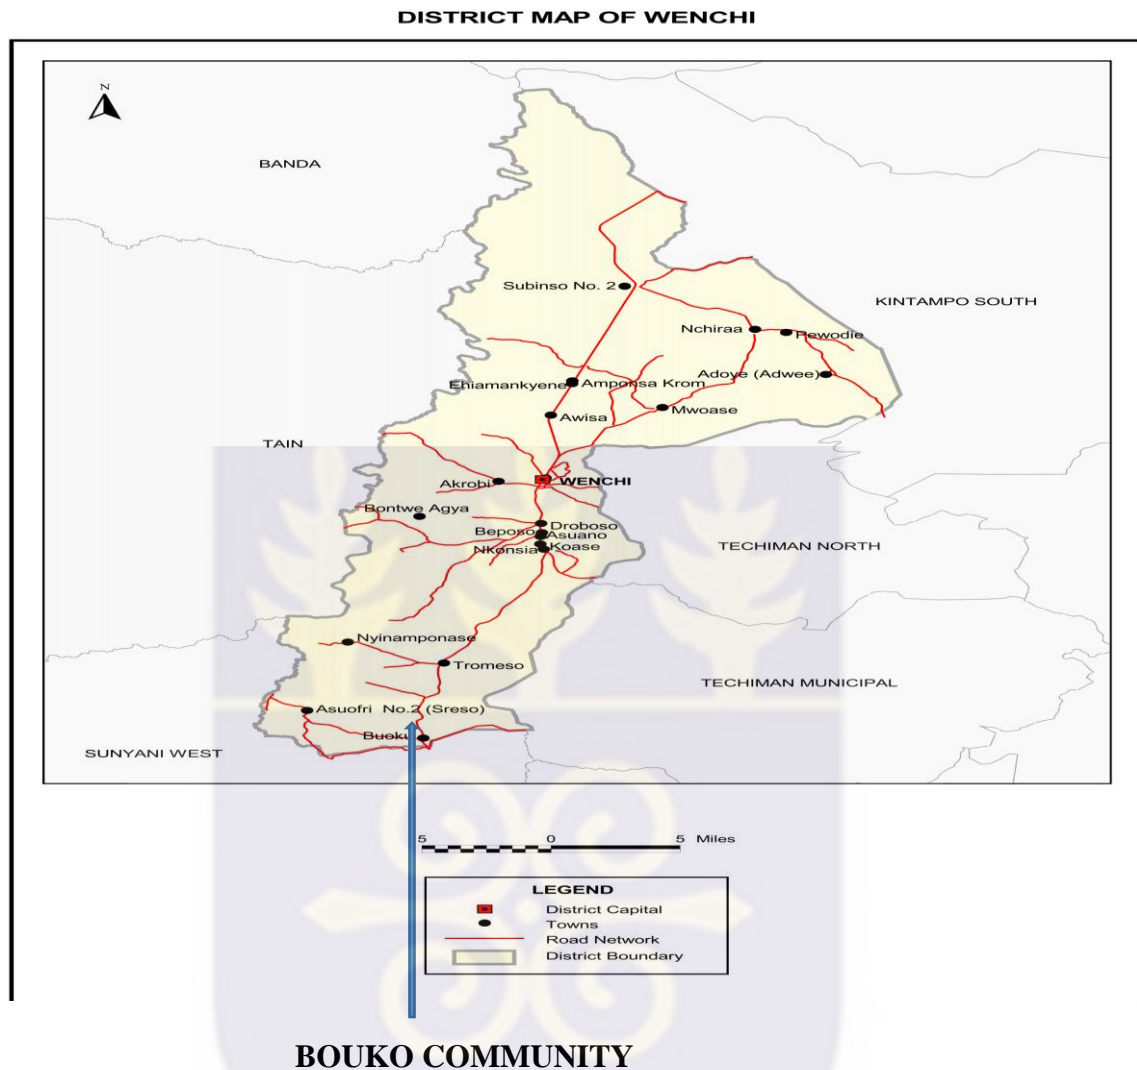 DISTRICT MAP OF WENCHI
N
BANDA
Subinso No. 2
KINTAMPO SOUTH
Nchiraa
Hewodie
Adoye (Adwee)
Ehiamankyene
Amponsa Krom
Mwoase
Awisa
TAIN
Akrobi
WENCHI
Bontwe Agya
Droboso
Beposo
Asuano
Koase
Nkonsia
TECHIMAN NORTH
Nyinamponase
Tromeso
TECHIMAN MUNICIPAL
Asuofri
No.2 (Sreso)
Buoku
SUNYANI WEST
5 0 5 Miles
LEGEND
District Capital
Towns
Road Network
District Boundary
BOUKO COMMUNITY